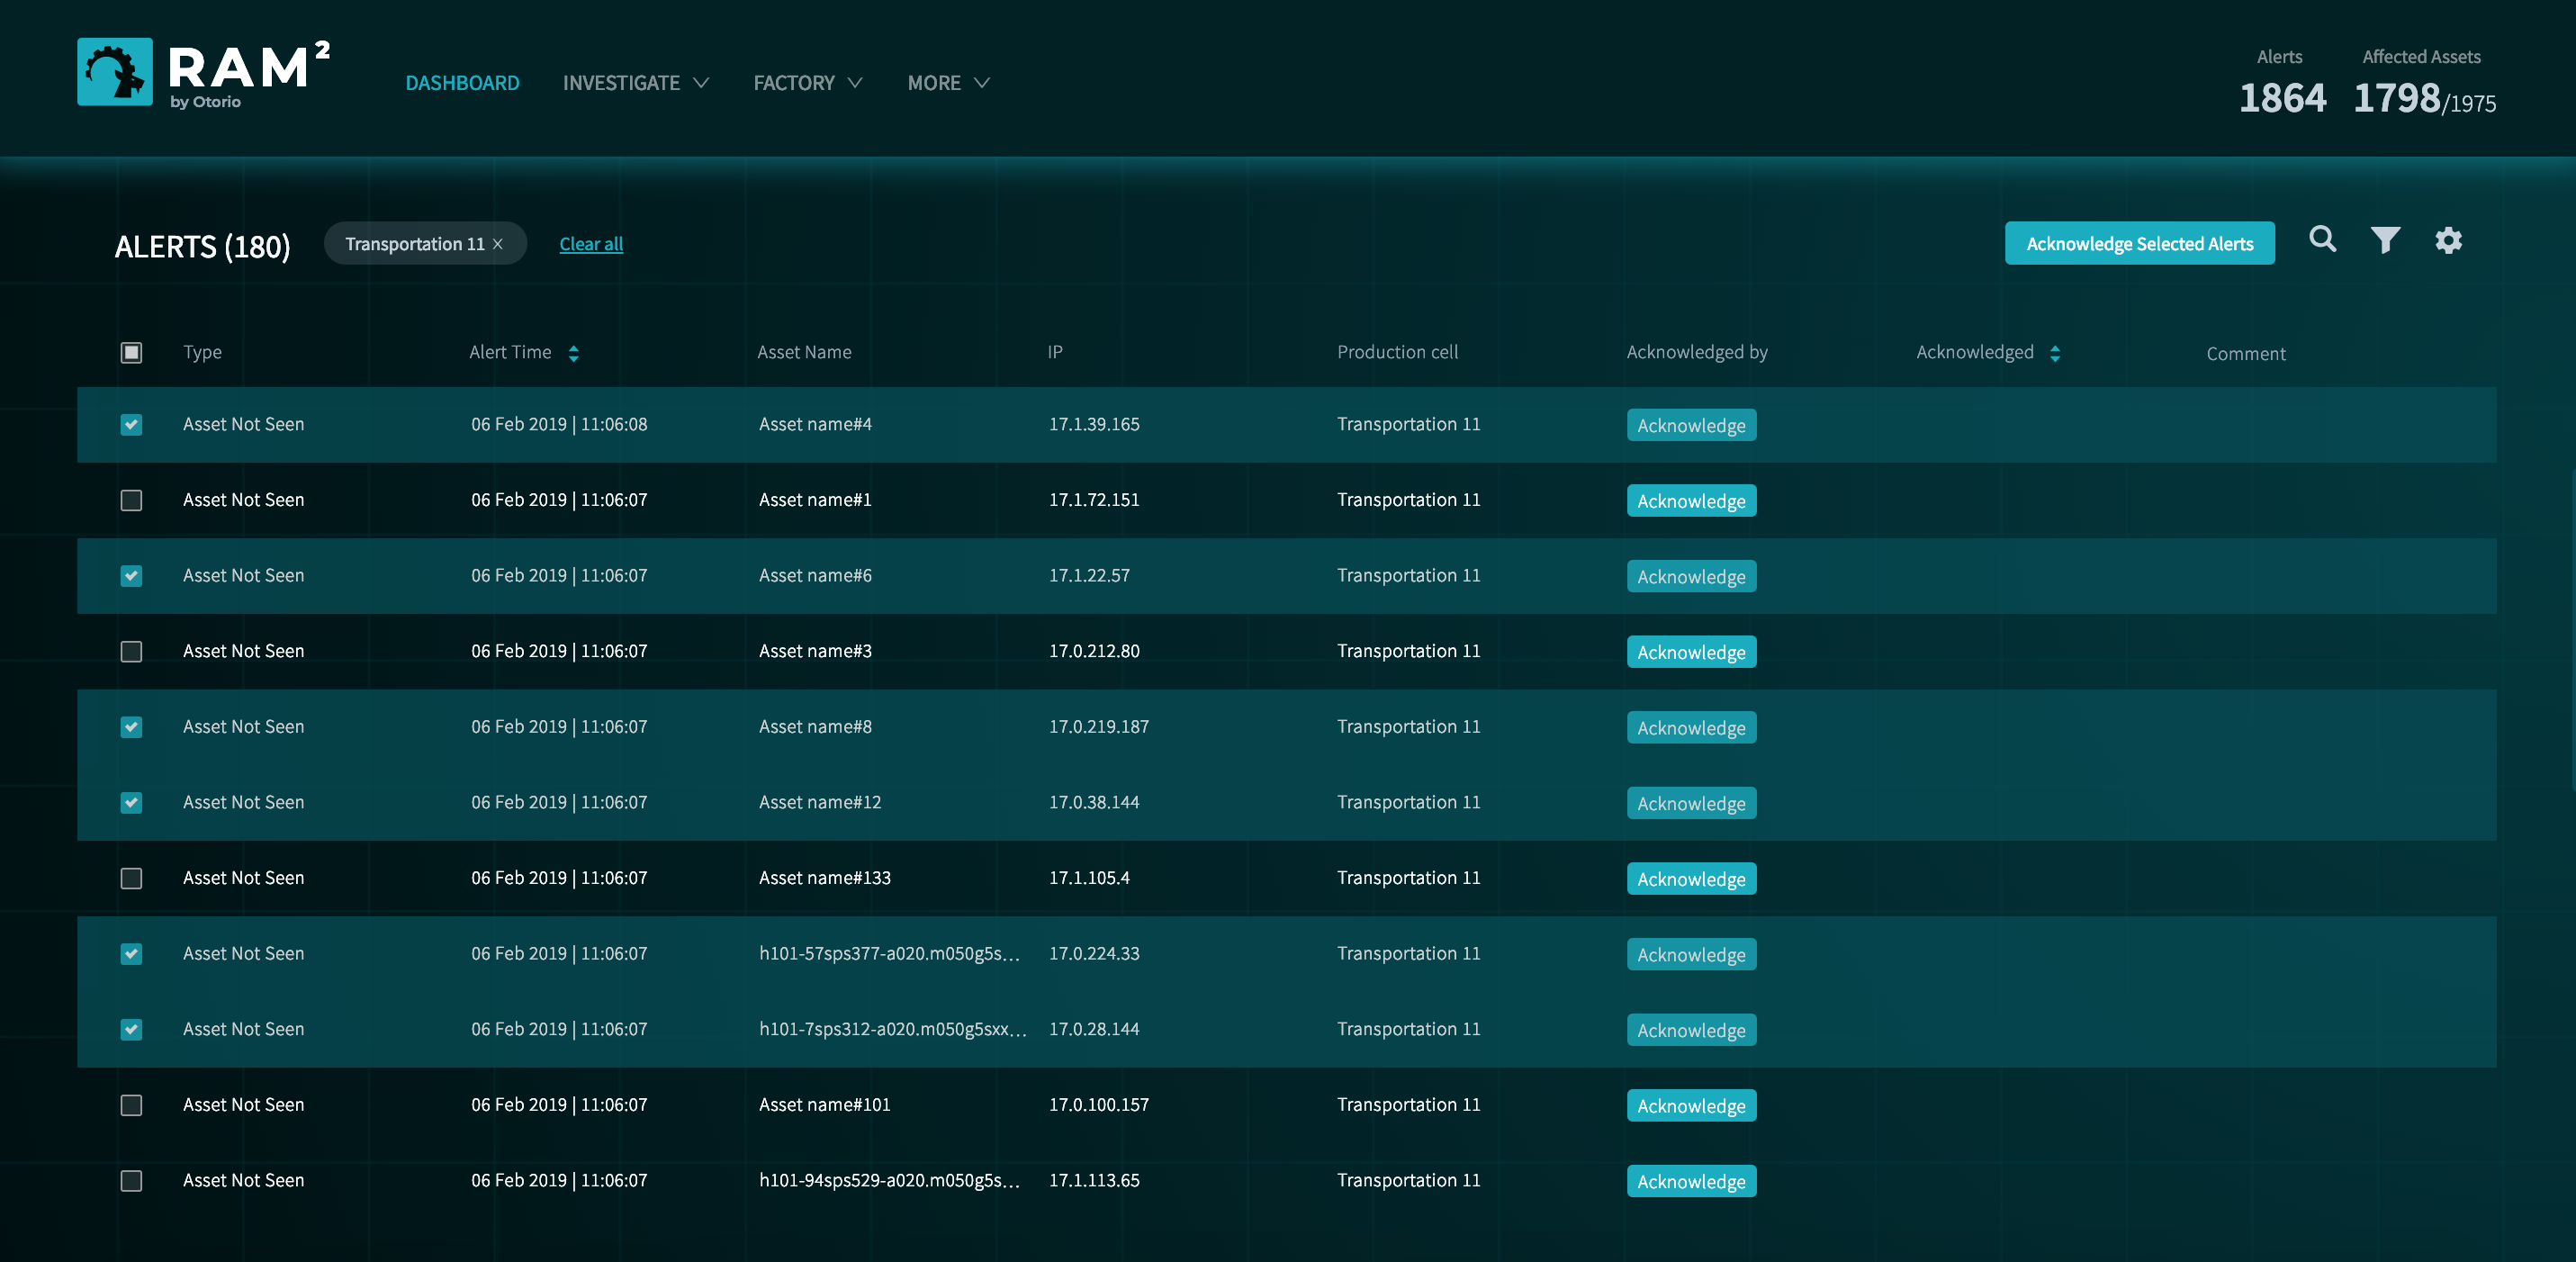 RAM²
by Otorio
DASHBOARD INVESTIGATE FACTORY MORE
Alerts Affected Assets
1864 1798/1975
ALERTS (180) Transportation 11 × Clear all Acknowledge Selected Alerts
Type Alert Time Asset Name IP Production cell Acknowledged by Acknowledged Comment
Asset Not Seen 06 Feb 2019 | 11:06:08 Asset name#4 17.1.39.165 Transportation 11 Acknowledge
Asset Not Seen 06 Feb 2019 | 11:06:07 Asset name#1 17.1.72.151 Transportation 11 Acknowledge
Asset Not Seen 06 Feb 2019 | 11:06:07 Asset name#6 17.1.22.57 Transportation 11 Acknowledge
Asset Not Seen 06 Feb 2019 | 11:06:07 Asset name#3 17.0.212.80 Transportation 11 Acknowledge
Asset Not Seen 06 Feb 2019 | 11:06:07 Asset name#8 17.0.219.187 Transportation 11 Acknowledge
Asset Not Seen 06 Feb 2019 | 11:06:07 Asset name#12 17.0.38.144 Transportation 11 Acknowledge
Asset Not Seen 06 Feb 2019 | 11:06:07 Asset name#133 17.1.105.4 Transportation 11 Acknowledge
Asset Not Seen 06 Feb 2019 | 11:06:07 h101-57sps377-a020.m050g5s... 17.0.224.33 Transportation 11 Acknowledge
Asset Not Seen 06 Feb 2019 | 11:06:07 h101-7sps312-a020.m050g5sxx... 17.0.28.144 Transportation 11 Acknowledge
Asset Not Seen 06 Feb 2019 | 11:06:07 Asset name#101 17.0.100.157 Transportation 11 Acknowledge
Asset Not Seen 06 Feb 2019 | 11:06:07 h101-94sps529-a020.m050g5s... 17.1.113.65 Transportation 11 Acknowledge